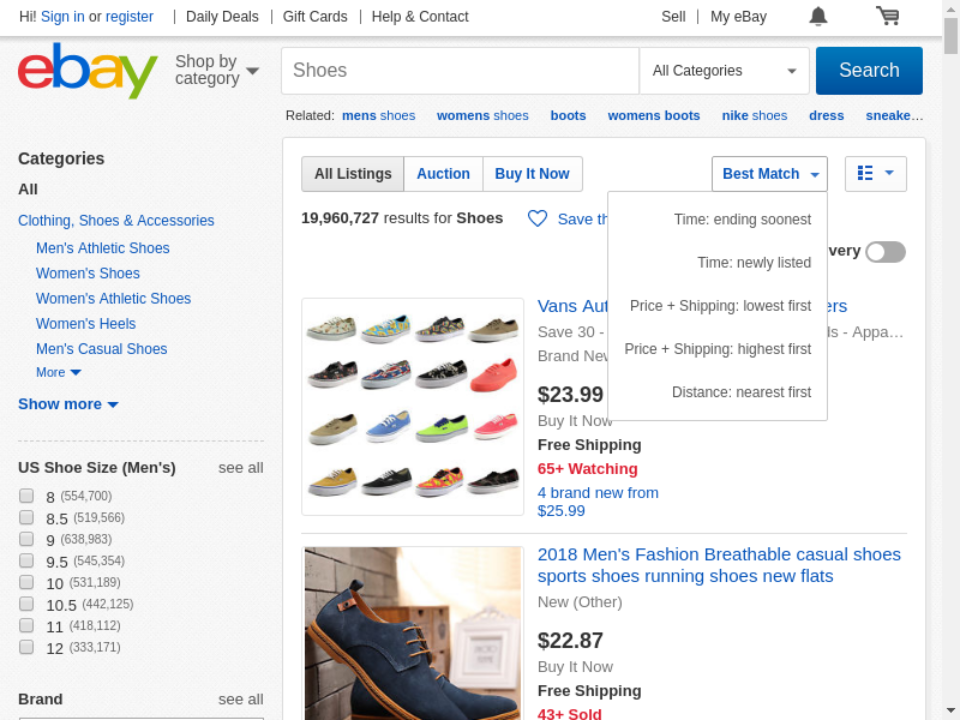 Hi! Sign in or register | Daily Deals | Gift Cards | Help & Contact
Sell | My eBay
ebay
Shop by category
Shoes
All Categories
Search
Related: mens shoes womens shoes boots womens boots nike shoes dress sneake…
Categories
All
Clothing, Shoes & Accessories
Men's Athletic Shoes
Women's Shoes
Women's Athletic Shoes
Women's Heels
Men's Casual Shoes
More
Show more
US Shoe Size (Men's) see all
8 (554,700)
8.5 (519,566)
9 (638,983)
9.5 (545,354)
10 (531,189)
10.5 (442,125)
11 (418,112)
12 (333,171)
Brand see all
All Listings Auction Buy It Now
Best Match
Time: ending soonest
Time: newly listed
Price + Shipping: lowest first
Price + Shipping: highest first
Distance: nearest first
19,960,727 results for Shoes
Save
Vans
Save 30 -
- Appa…
Brand
$23.99
Buy It Now
Free Shipping
65+ Watching
4 brand new from
$25.99
2018 Men's Fashion Breathable casual shoes
sports shoes running shoes new flats
New (Other)
$22.87
Buy It Now
Free Shipping
43+ Sold